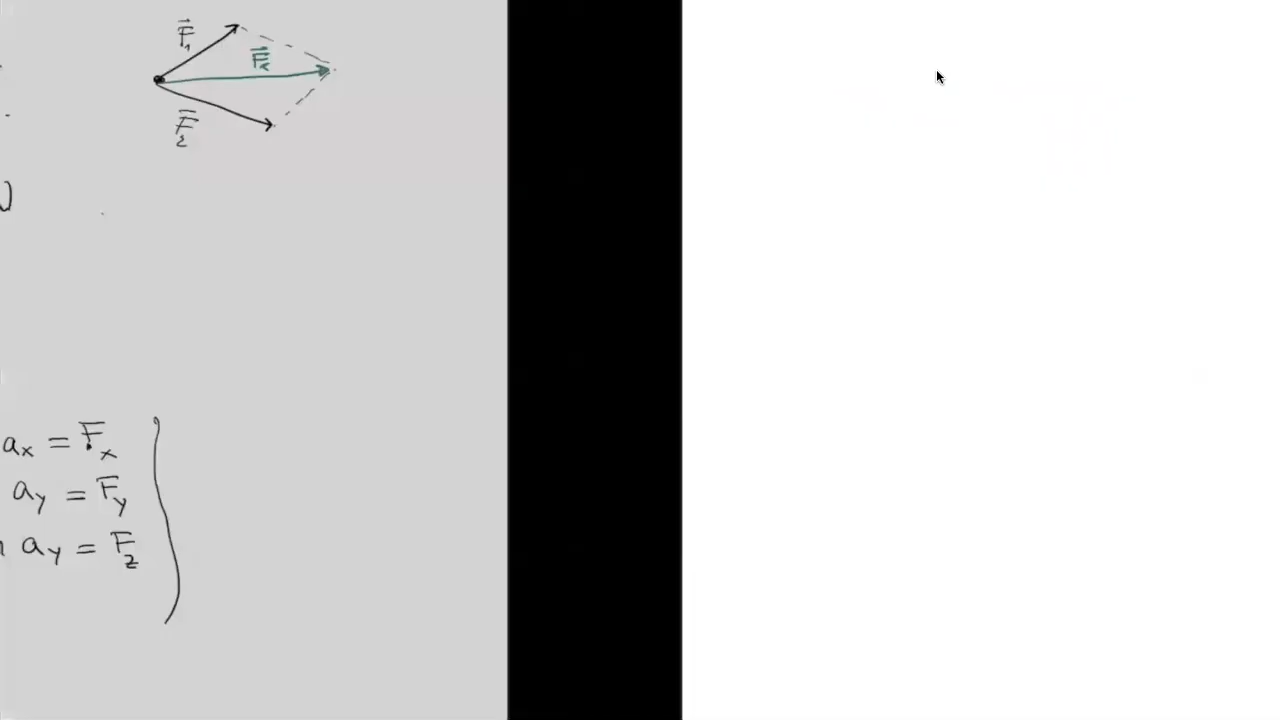 F⃗₁
F⃗ᵣ
F⃗₂
aₓ = Fₓ
a_y = F_y
a_y = F_z